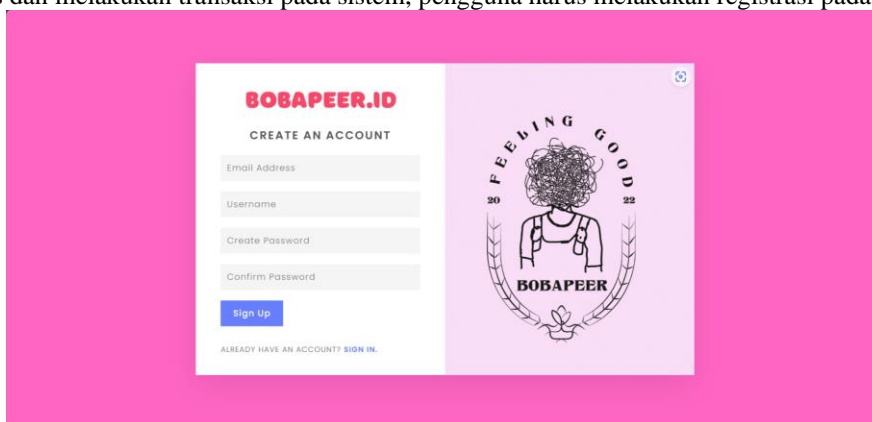 dan melakukan transaksi pada sistem, pengguna harus melakukan registrasi pada
BOBAPEER.ID
CREATE AN ACCOUNT
Email Address
Username
Create Password
Confirm Password
Sign Up
ALREADY HAVE AN ACCOUNT? SIGN IN.
FEELING GOOD
20 22
BOBAPEER